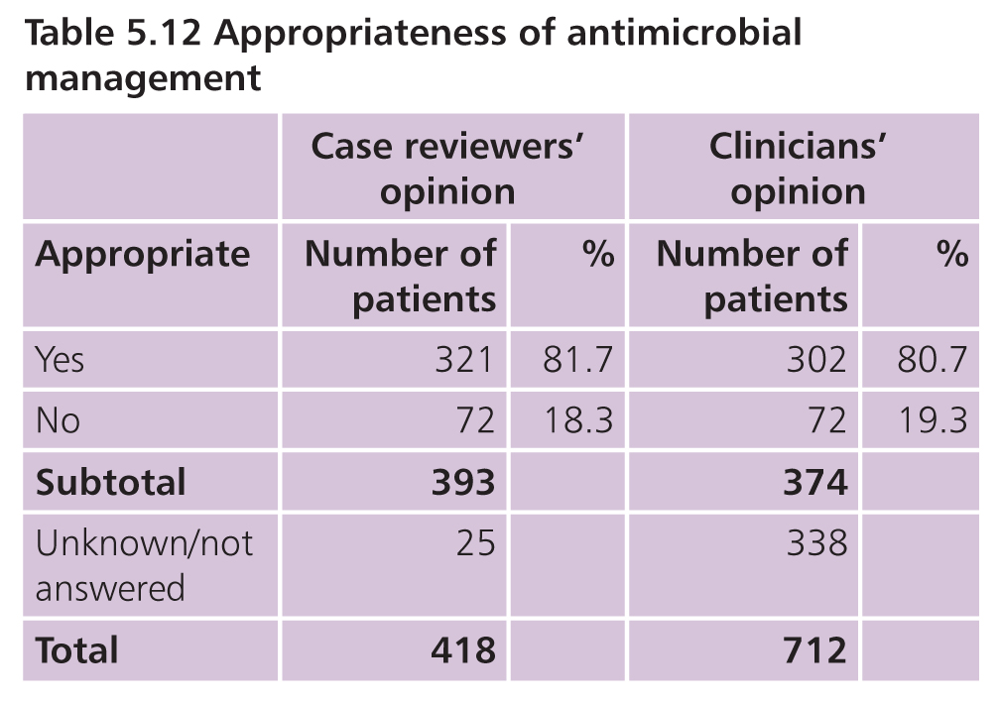 Table 5.12 Appropriateness of antimicrobial
management
Case reviewers’ Clinicians’
opinion opinion
Appropriate Number of % Number of %
patients patients
Yes 321 81.7 302 80.7
No 72 18.3 72 19.3
Subtotal 393 374
Unknown/not 25 338
answered
Total 418 712